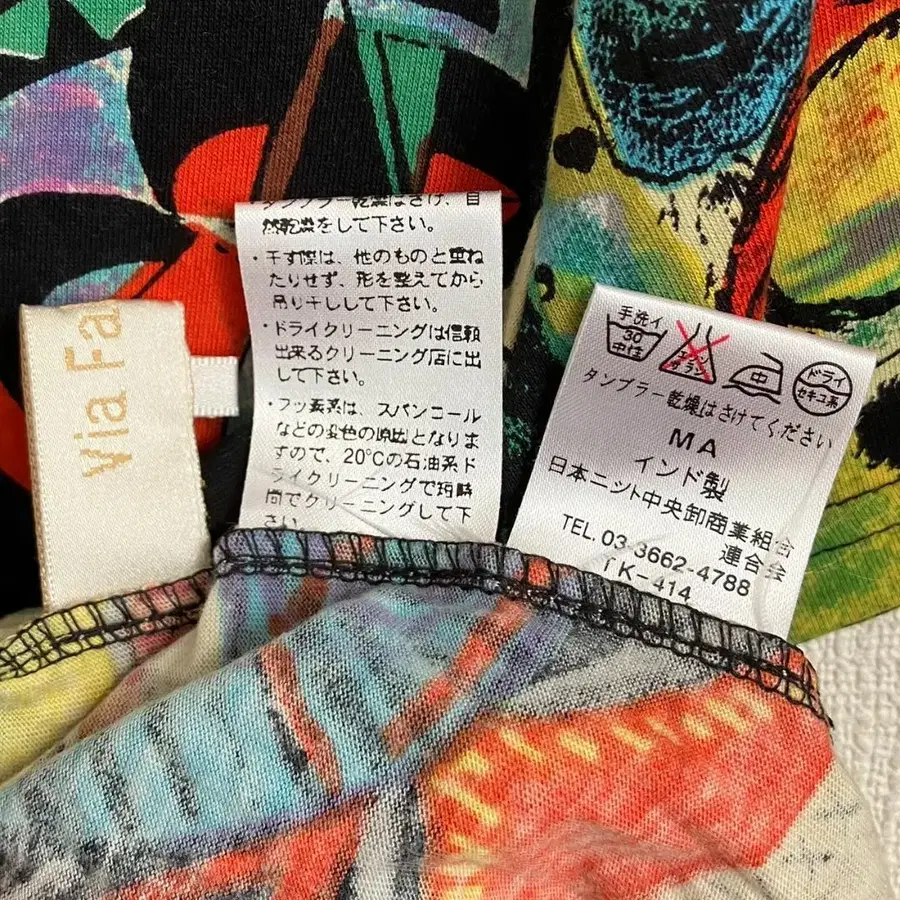 Via Fa
・タンブラー乾燥はさけ、自
然乾燥をして下さい。
・干す際は、他のものと重ね
たりせず、形を整えてから
吊り干しして下さい。
・ドライクリーニングは信頼
出来るクリーニング店に出
して下さい。
・フッ素系は、スパンコール
などの変色の原因となりま
すので、20℃の石油系ド
ライクリーニングで短時
間でクリーニングして下
さい。
手洗イ
30
中性
エンソ
サラシ
中
ドライ
セキユ系
タンブラー乾燥はさけてください
MA
インド製
日本ニット中央卸商業組合
連合会
TEL.03-3662-4788
TK-414